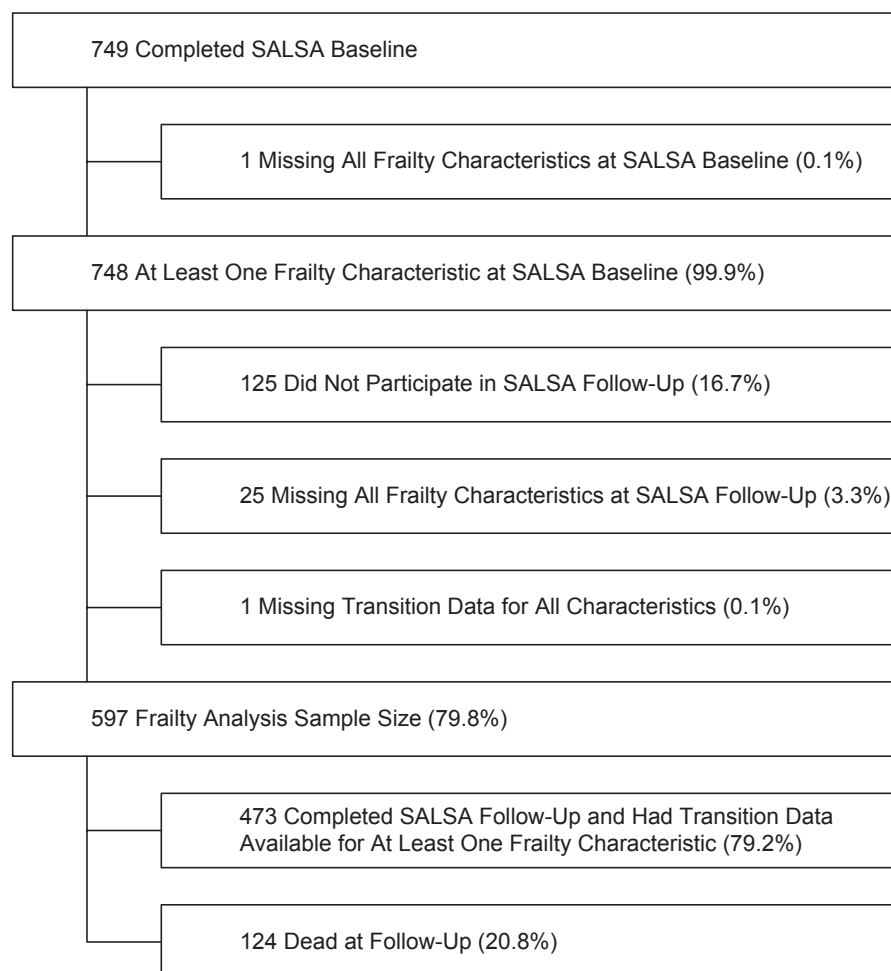 749 Completed SALSA Baseline
1 Missing All Frailty Characteristics at SALSA Baseline (0.1%)
748 At Least One Frailty Characteristic at SALSA Baseline (99.9%)
125 Did Not Participate in SALSA Follow-Up (16.7%)
25 Missing All Frailty Characteristics at SALSA Follow-Up (3.3%)
1 Missing Transition Data for All Characteristics (0.1%)
597 Frailty Analysis Sample Size (79.8%)
473 Completed SALSA Follow-Up and Had Transition Data
Available for At Least One Frailty Characteristic (79.2%)
124 Dead at Follow-Up (20.8%)